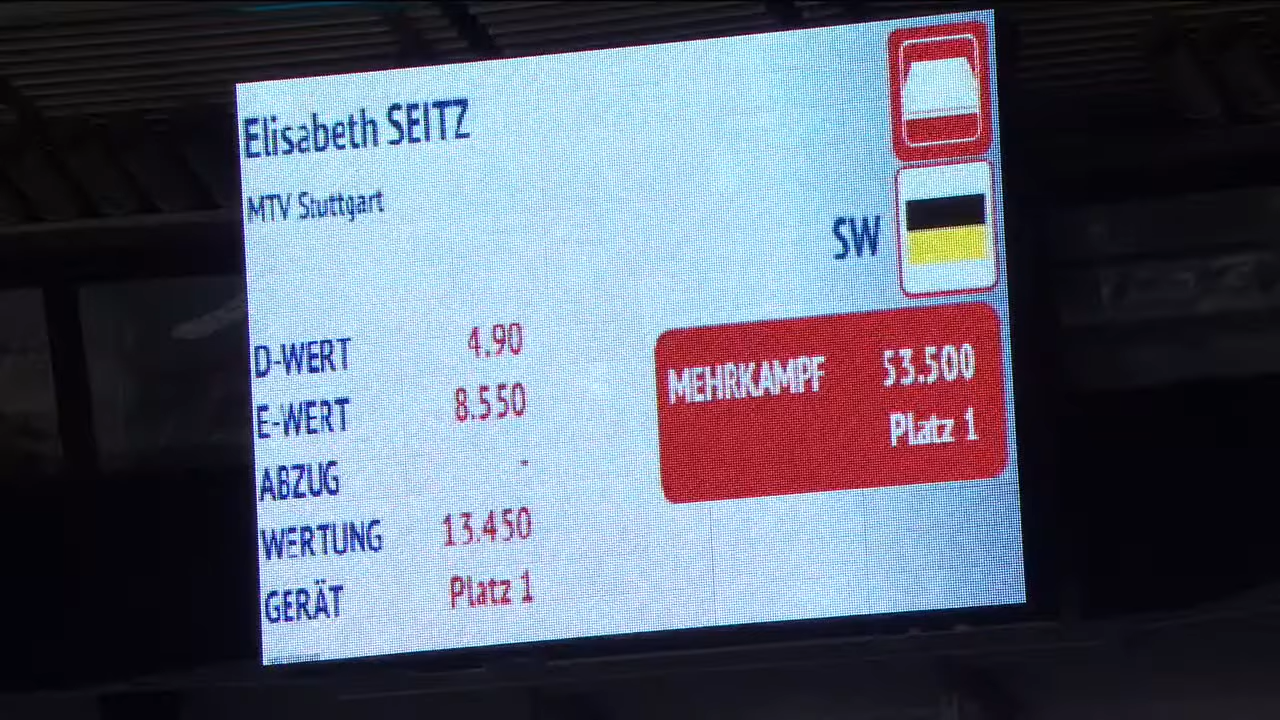 Elisabeth SEITZ
MTV Stuttgart
SW
D-WERT 4.90
E-WERT 8.550
ABZUG -
WERTUNG 13.450
GERÄT Platz 1
MEHRKAMPF 53.500
Platz 1